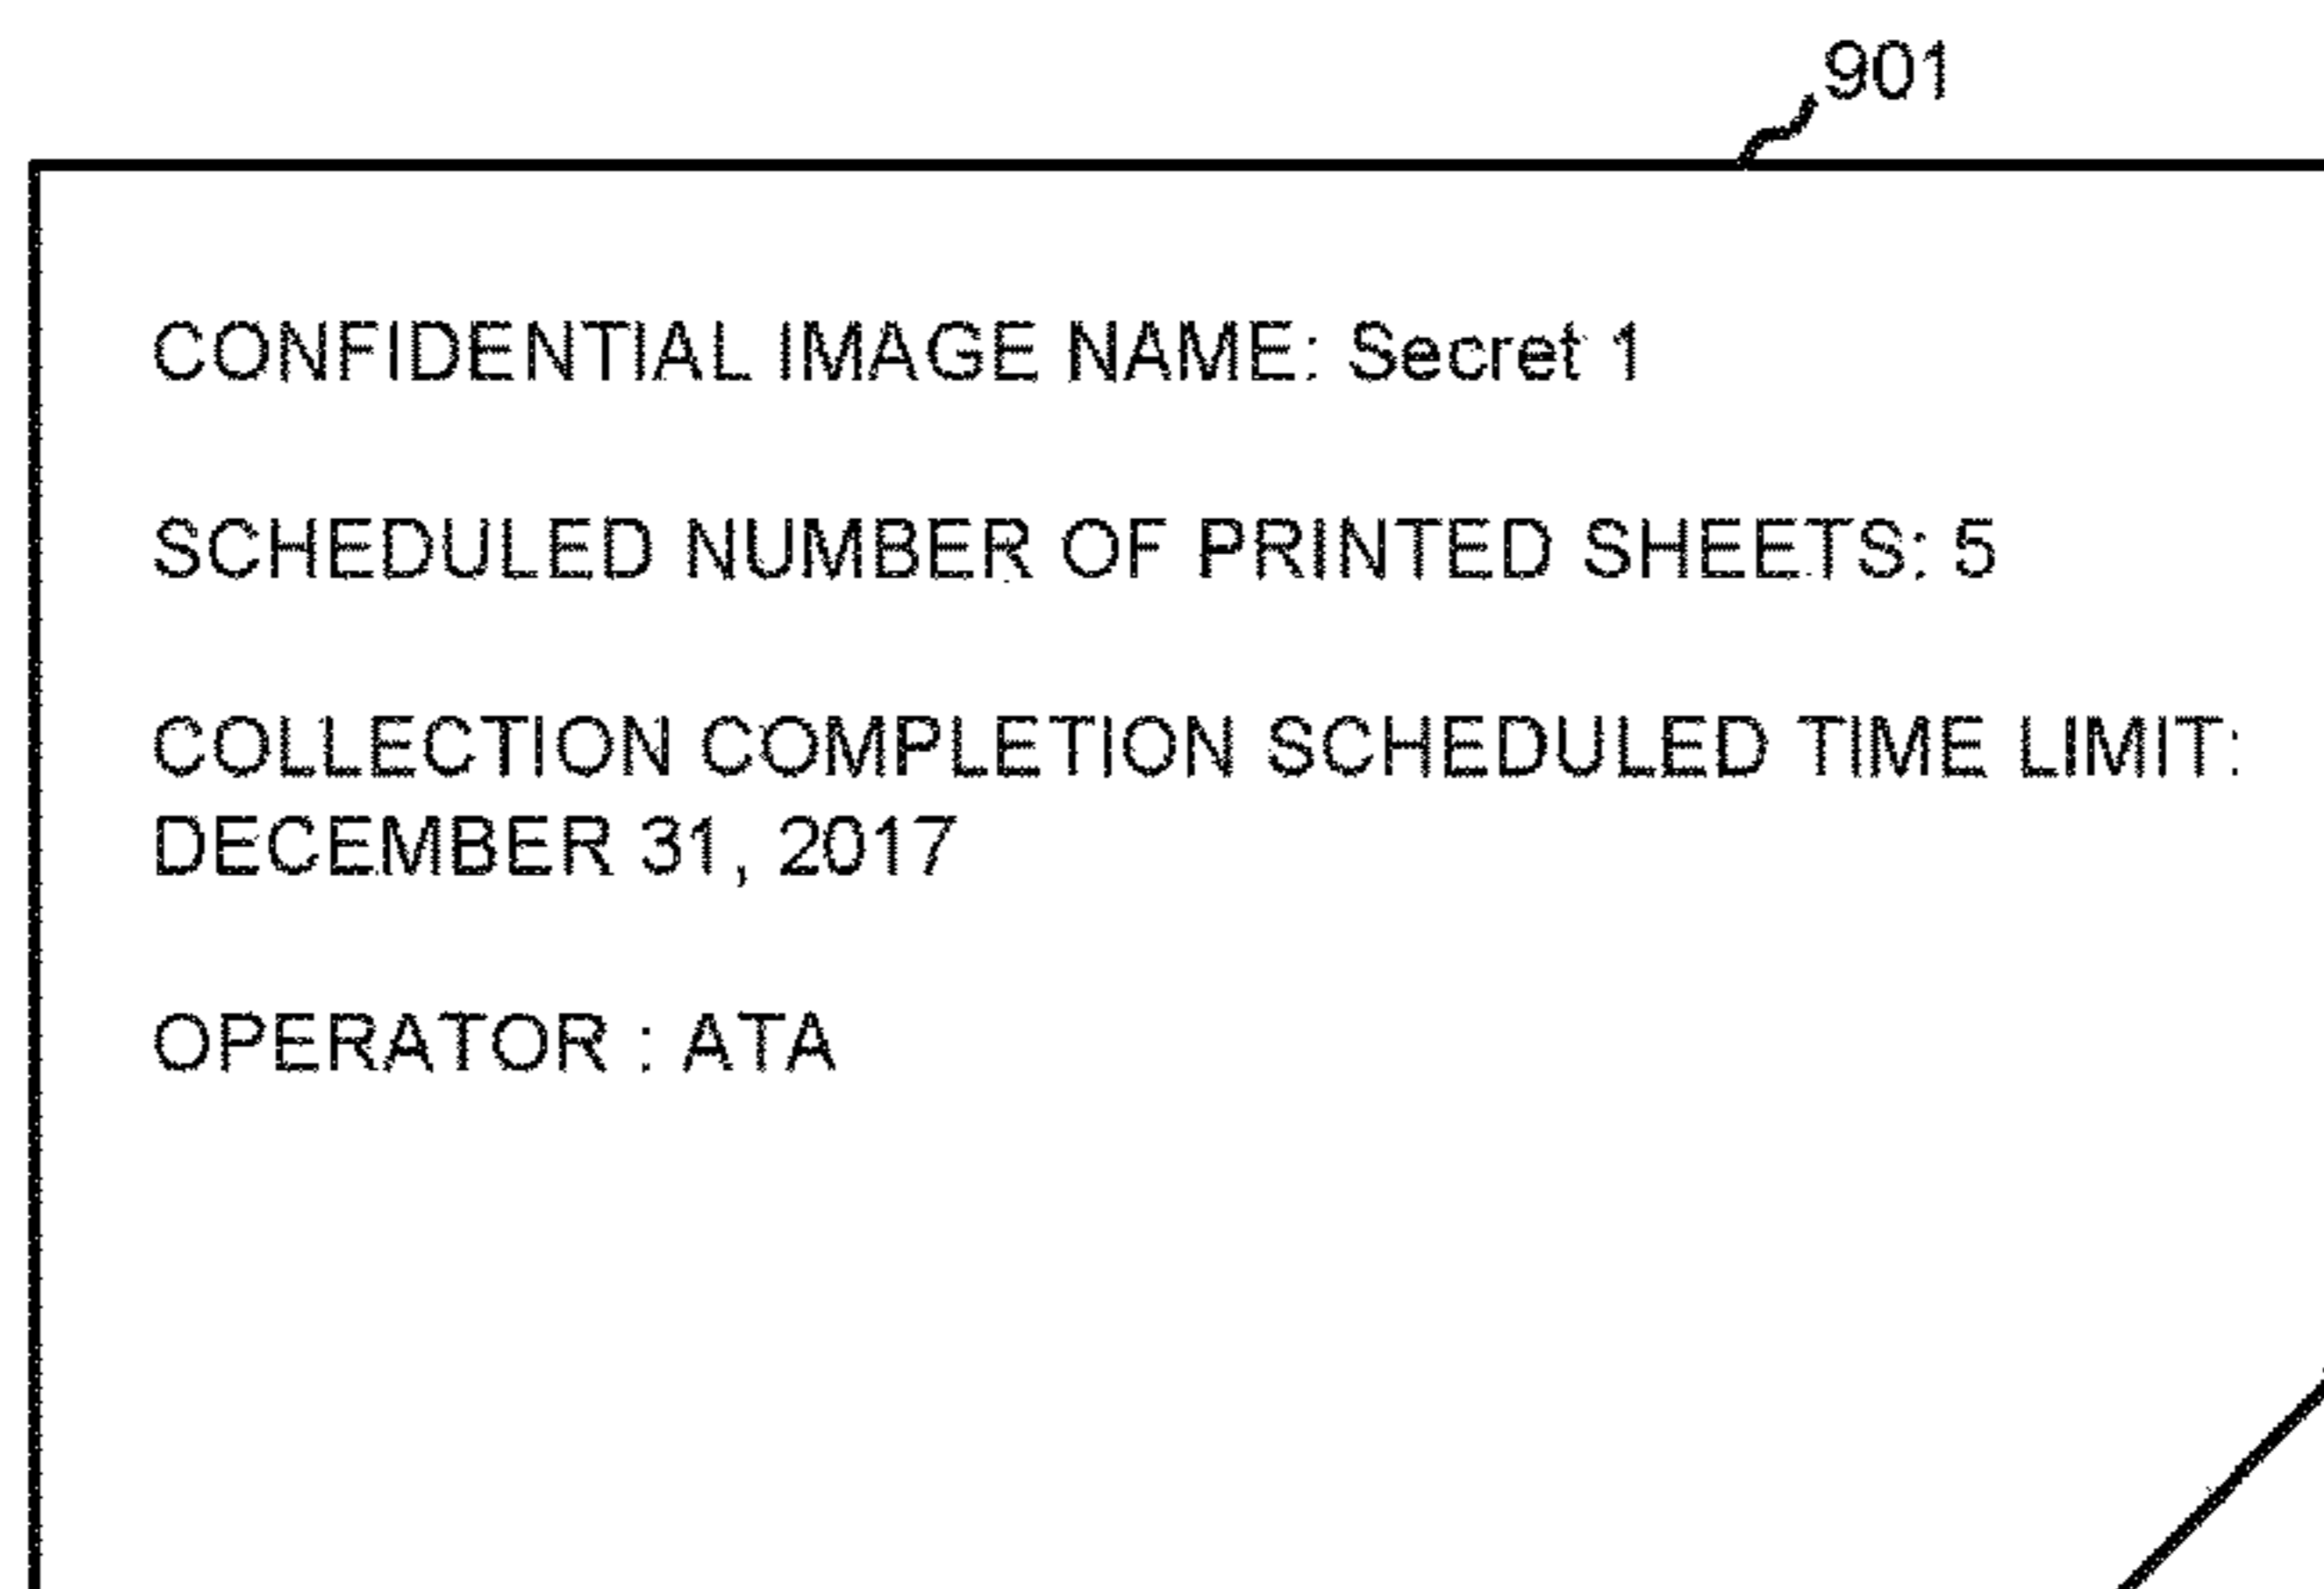 901
CONFIDENTIAL IMAGE NAME: Secret 1
SCHEDULED NUMBER OF PRINTED SHEETS: 5
COLLECTION COMPLETION SCHEDULED TIME LIMIT:
DECEMBER 31, 2017
OPERATOR : ATA